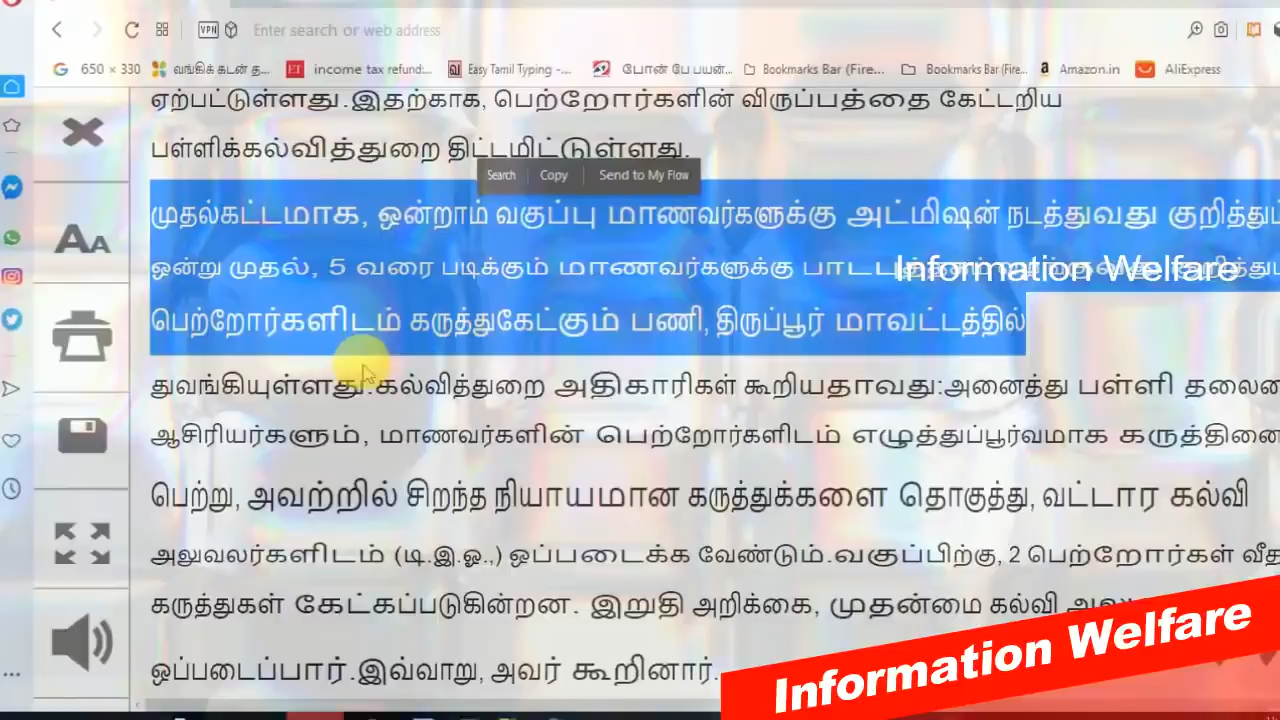 VPN Enter search or web address
650 × 330 வங்கிக் கடன் த... ET income tax refund:... Easy Tamil Typing -... போன் பே பயன்... Bookmarks Bar (Fire... Bookmarks Bar (Fire... Amazon.in AliExpress
ஏற்பட்டுள்ளது.இதற்காக, பெற்றோர்களின் விருப்பத்தை கேட்டறிய
பள்ளிக்கல்வித்துறை திட்டமிட்டுள்ளது.
Search Copy Send to My Flow
முதல்கட்டமாக, ஒன்றாம் வகுப்பு மாணவர்களுக்கு அட்மிஷன் நடத்துவது
ஒன்று முதல், 5 வரை படிக்கும் மாணவர்களுக்கு
Information Welfare
பெற்றோர்களிடம் கருத்துகேட்கும் பணி, திருப்பூர் மாவட்டத்தில்
துவங்கியுள்ளது.கல்வித்துறை அதிகாரிகள் கூறியதாவது:அனைத்து பள்ளி
ஆசிரியர்களும், மாணவர்களின் பெற்றோர்களிடம் எழுத்துப்பூர்வமாக
பெற்று, அவற்றில் சிறந்த நியாயமான கருத்துக்களை தொகுத்து, வட்டார கல்வி
அலுவலர்களிடம் (டி.இ.ஓ.,) ஒப்படைக்க வேண்டும்.வகுப்பிற்கு, 2 பெற்றோர்கள்
கருத்துகள் கேட்கப்படுகின்றன. இறுதி அறிக்கை, முதன்மை கல்வி
ஒப்படைப்பார்.இவ்வாறு, அவர் கூறினார்.
Information Welfare
AA